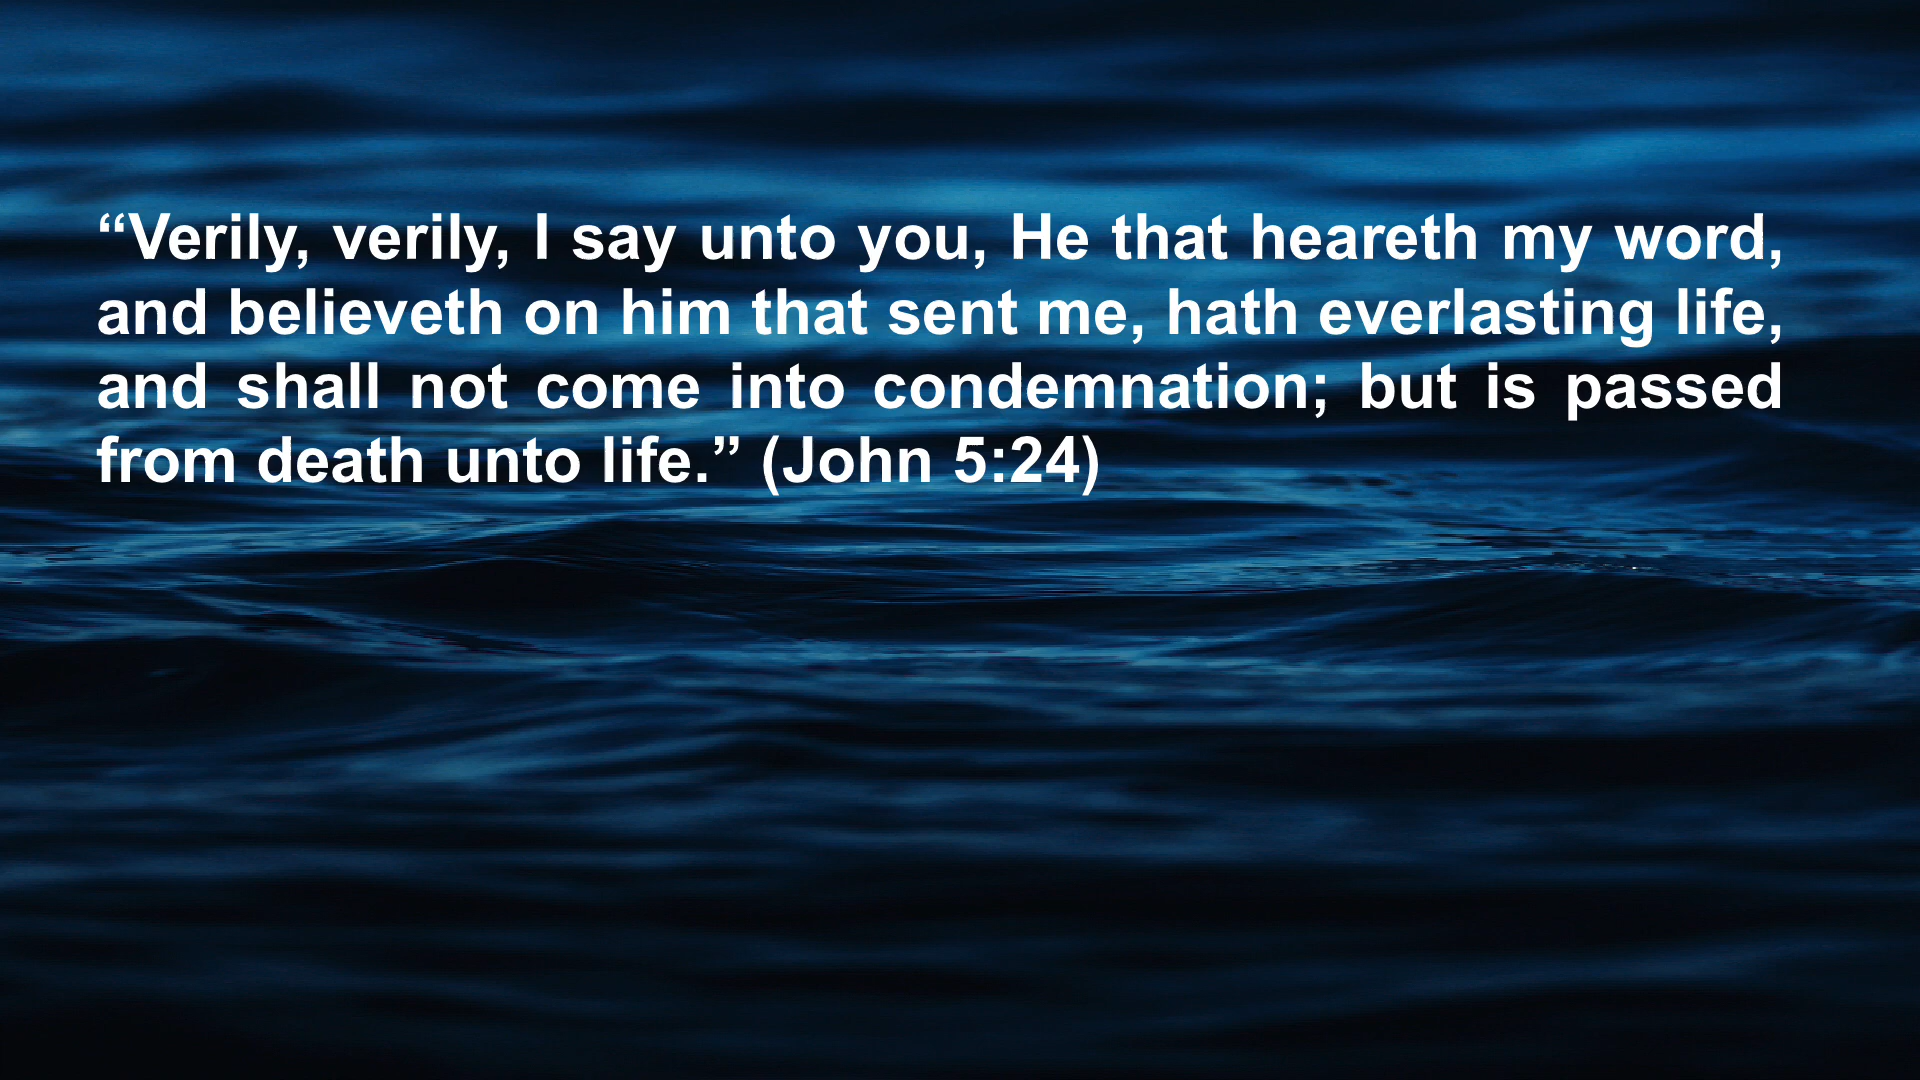 “Verily, verily, I say unto you, He that heareth my word,
and believeth on him that sent me, hath everlasting life,
and shall not come into condemnation; but is passed
from death unto life.” (John 5:24)